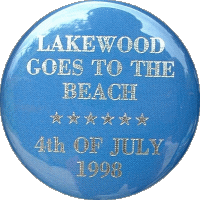 LAKEWOOD
GOES TO THE
BEACH
★★★★★★
4th OF JULY
1998